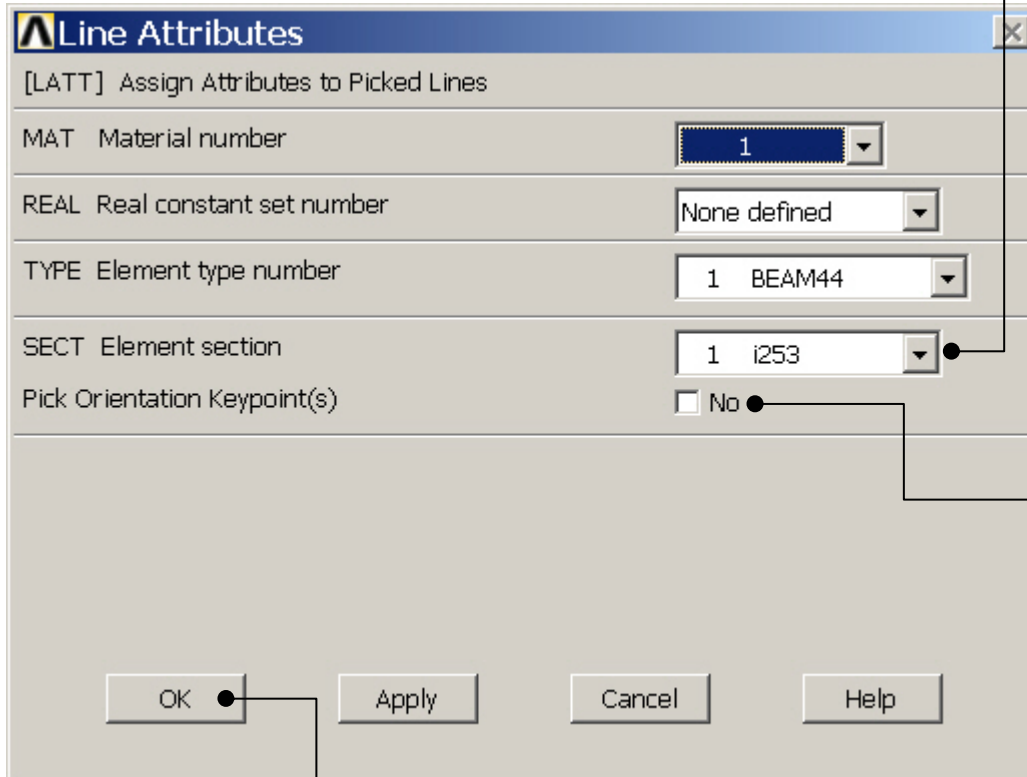 Line Attributes
[LATT] Assign Attributes to Picked Lines
MAT Material number 1
REAL Real constant set number None defined
TYPE Element type number 1 BEAM44
SECT Element section 1 i253
Pick Orientation Keypoint(s) No
OK Apply Cancel Help